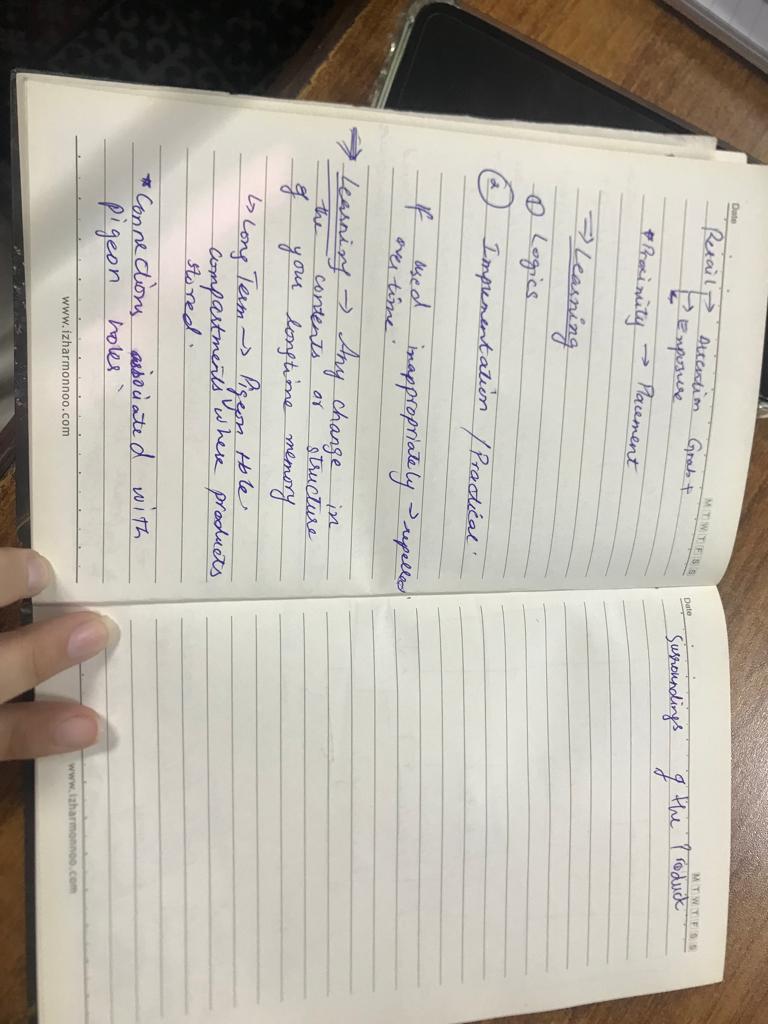 Date
M T W T F S S
Retail → Attention Grab +
→ Exposure
* Proximity → Placement
⇒ Learning
① Logics
② Implementation / Practical.
If used inappropriately → repelled
over time.
⇒ Learning → Any change in
the contents or structure
of your longtime memory
↳ Long Term → Pigeon Hole
compartments where products
stored.
* Connections associated with
pigeon holes
www.izharmonnoo.com
Date
M T W T F S S
Surroundings of the Product
www.izharmonnoo.com